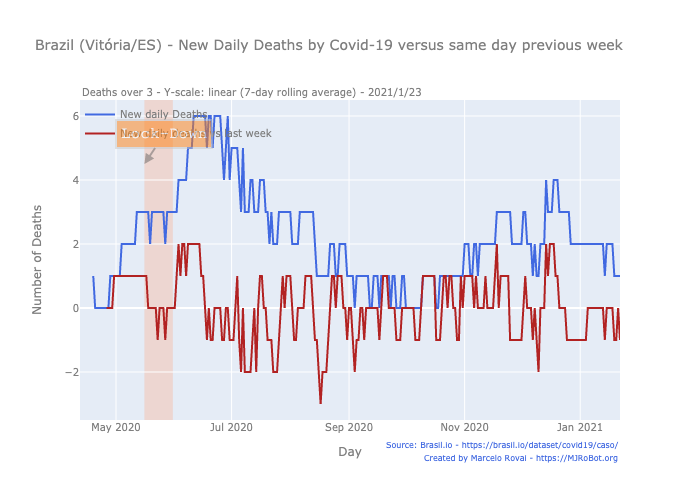 Brazil (Vitória/ES) - New Daily Deaths by Covid-19 versus same day previous week
Deaths over 3 - Y-scale: linear (7-day rolling average) - 2021/1/23
New daily Deaths
New daily Deaths vs last week
6
4
2
0
−2
Number of Deaths
May 2020
Jul 2020
Sep 2020
Nov 2020
Jan 2021
Day
Source: Brasil.io - https://brasil.io/dataset/covid19/caso/
Created by Marcelo Rovai - https://MJRoBot.org